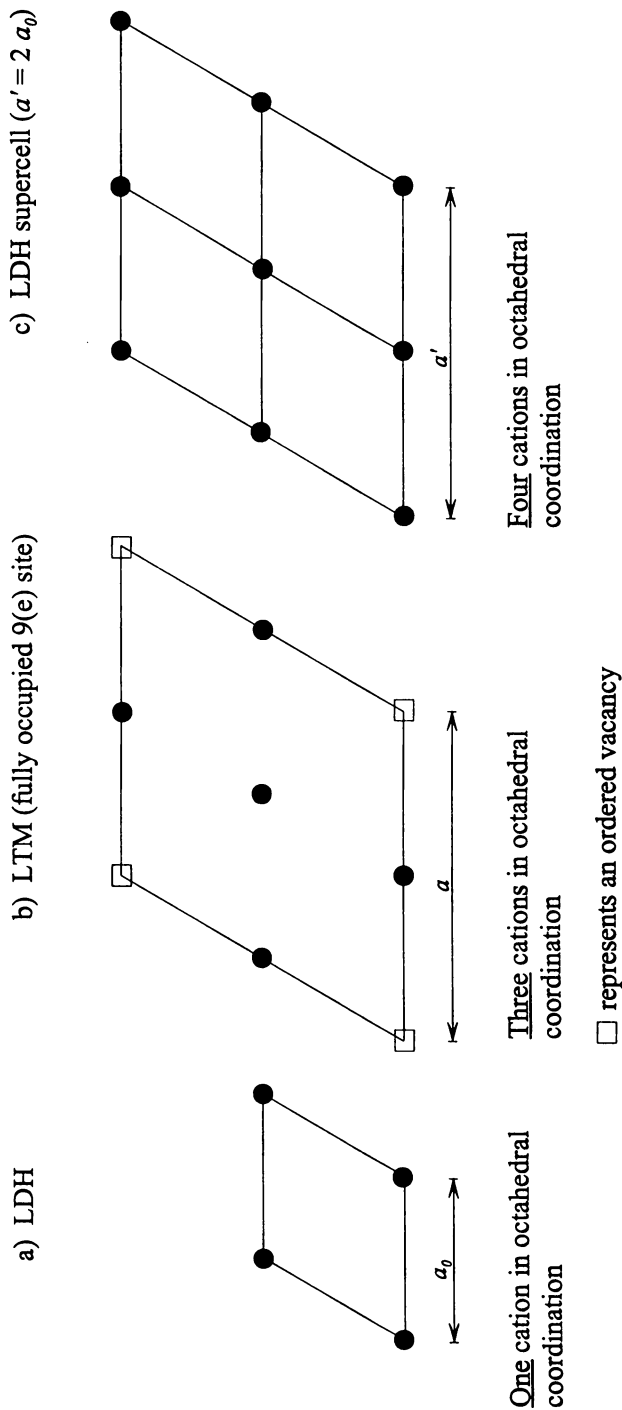 a) LDH
a₀
One cation in octahedral
coordination
b) LTM (fully occupied 9(e) site)
a
Three cations in octahedral
coordination
□ represents an ordered vacancy
c) LDH supercell (a' = 2 a₀)
a'
Four cations in octahedral
coordination